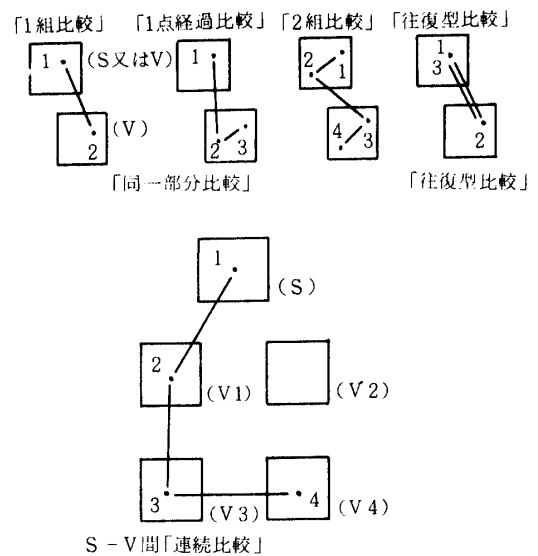 「1組比較」 「1点経過比較」 「2組比較」 「往復型比較」
1 (S又はV) 1 2 1 1 3
2 (V) 2 3 4 3 2
「同一部分比較」 「往復型比較」
1 (S)
2 (V1) (V2)
3 (V3) 4 (V4)
S-V間「連続比較」